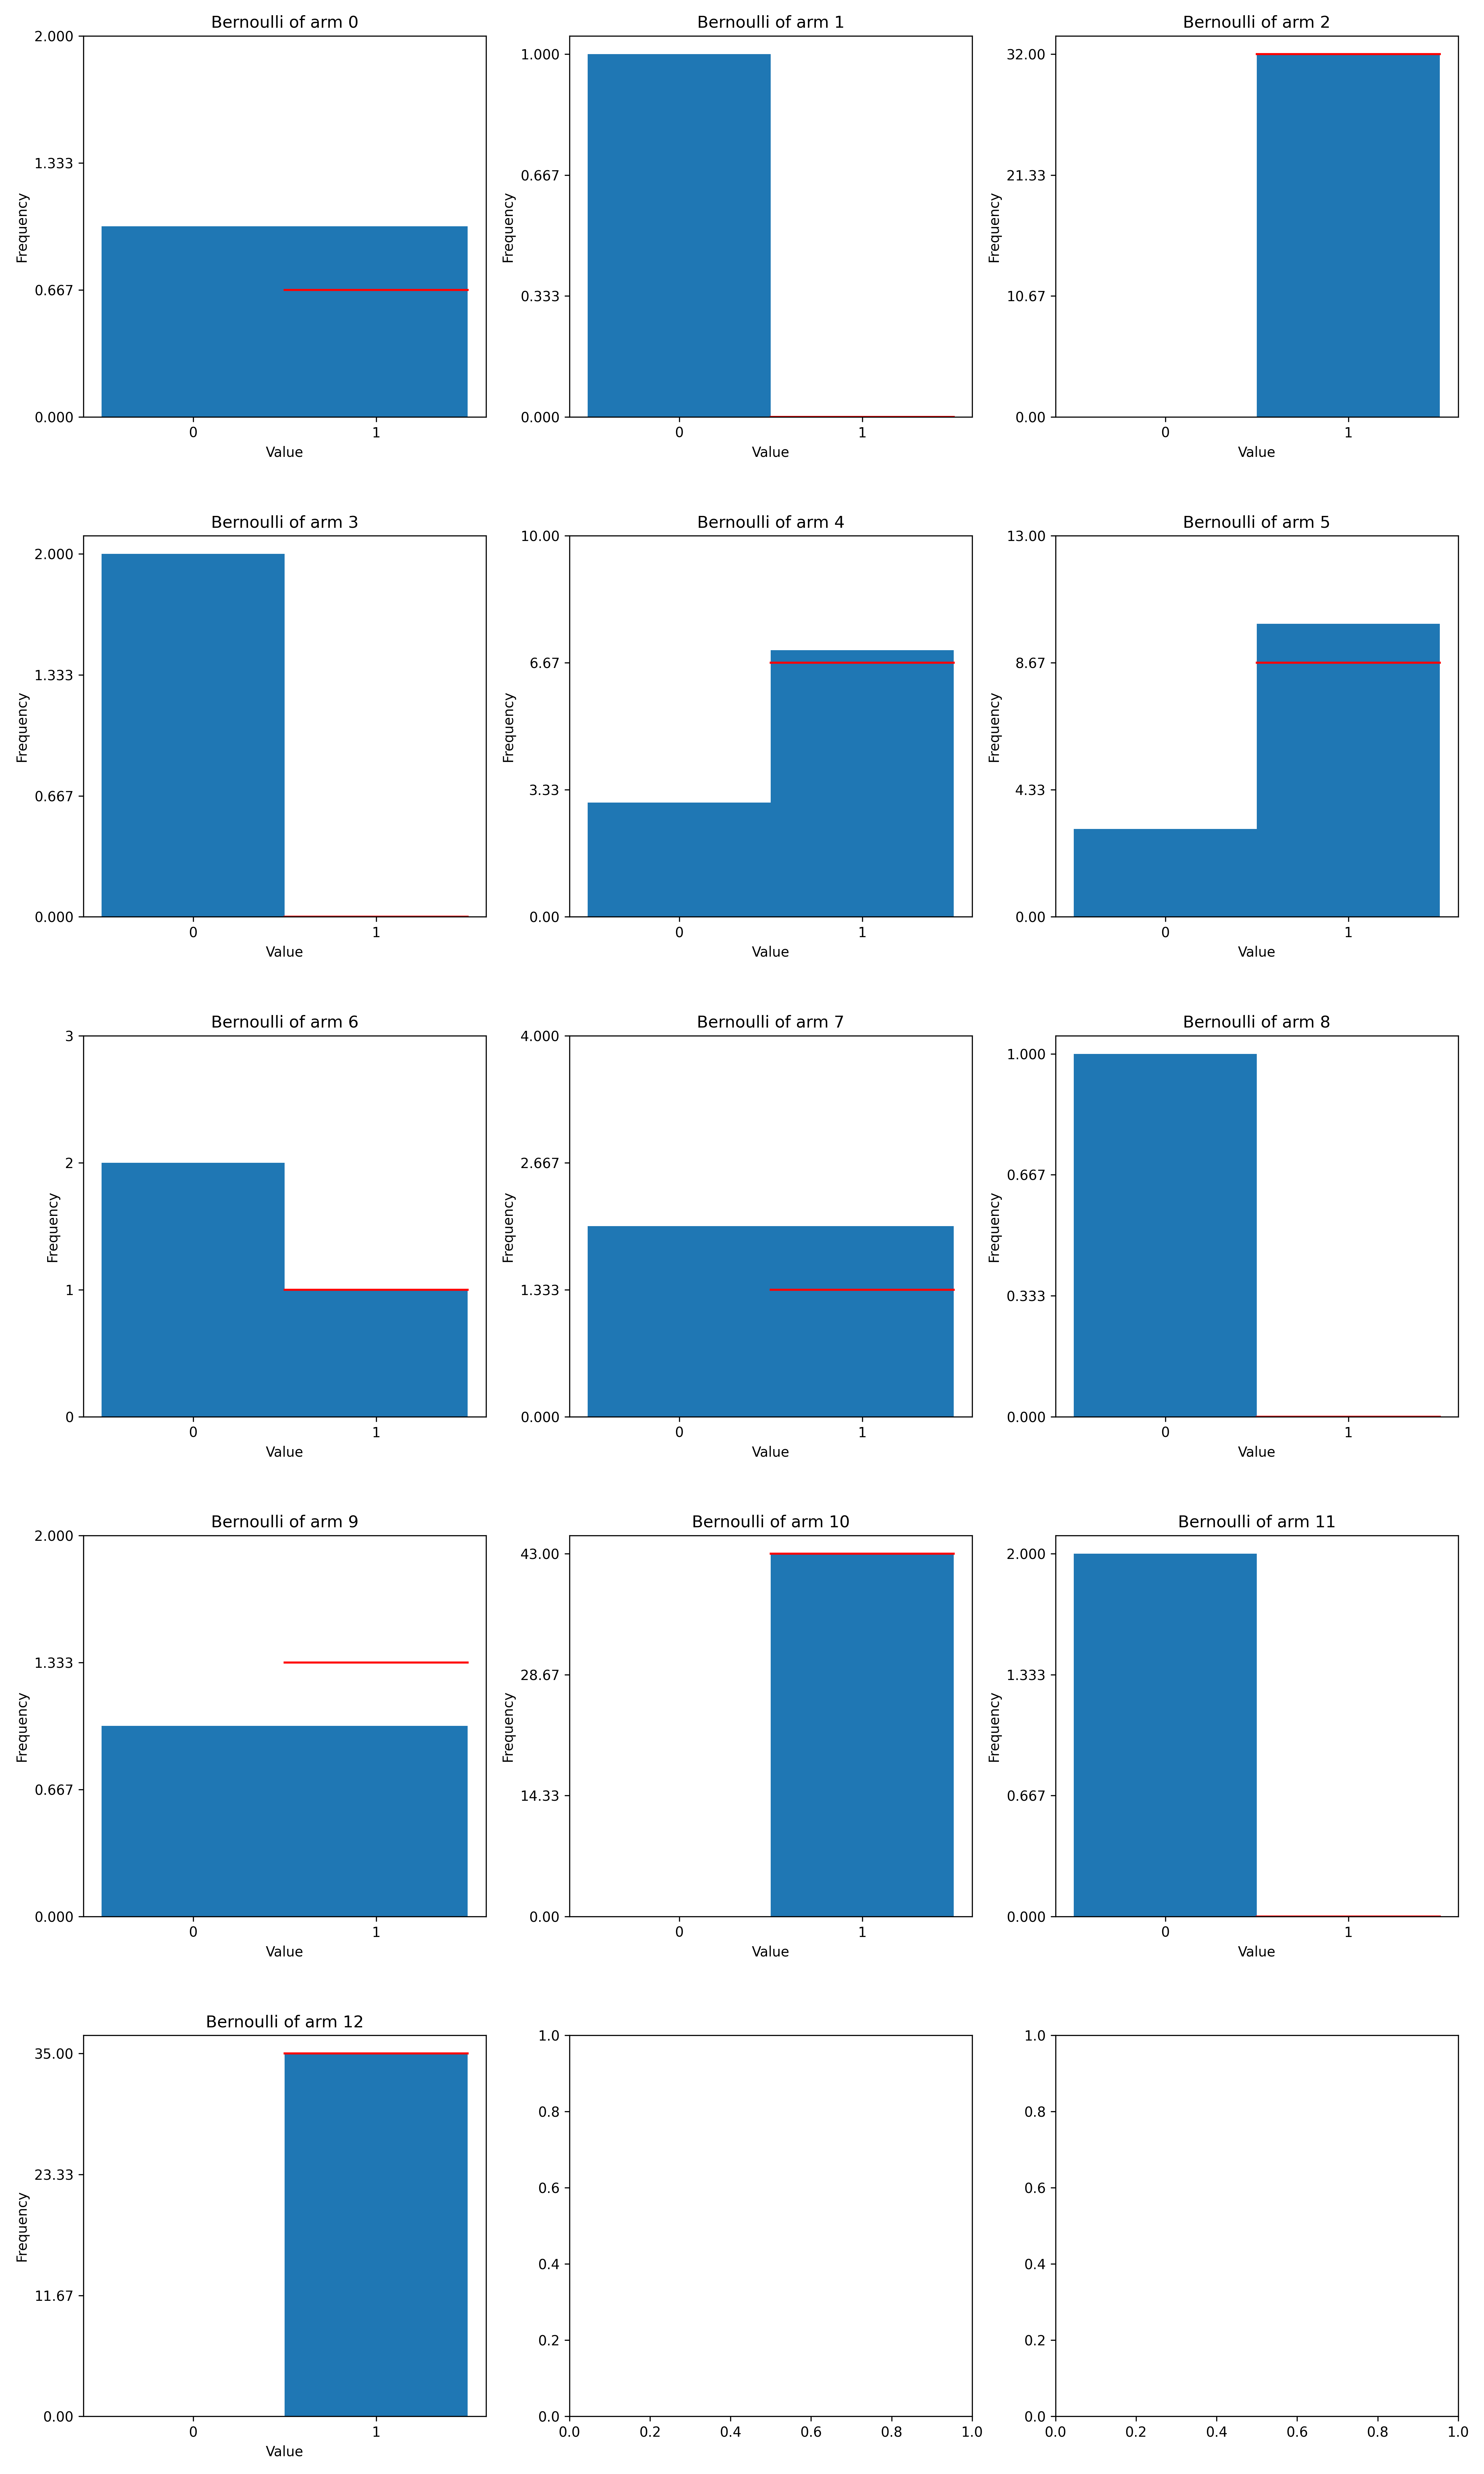 Bernoulli of arm 0
2.000
1.333
0.667
0.000
Frequency
0 1
Value
Bernoulli of arm 1
1.000
0.667
0.333
0.000
Frequency
0 1
Value
Bernoulli of arm 2
32.00
21.33
10.67
0.00
Frequency
0 1
Value
Bernoulli of arm 3
2.000
1.333
0.667
0.000
Frequency
0 1
Value
Bernoulli of arm 4
10.00
6.67
3.33
0.00
Frequency
0 1
Value
Bernoulli of arm 5
13.00
8.67
4.33
0.00
Frequency
0 1
Value
Bernoulli of arm 6
3
2
1
0
Frequency
0 1
Value
Bernoulli of arm 7
4.000
2.667
1.333
0.000
Frequency
0 1
Value
Bernoulli of arm 8
1.000
0.667
0.333
0.000
Frequency
0 1
Value
Bernoulli of arm 9
2.000
1.333
0.667
0.000
Frequency
0 1
Value
Bernoulli of arm 10
43.00
28.67
14.33
0.00
Frequency
0 1
Value
Bernoulli of arm 11
2.000
1.333
0.667
0.000
Frequency
0 1
Value
Bernoulli of arm 12
35.00
23.33
11.67
0.00
Frequency
0 1
Value
1.0
0.8
0.6
0.4
0.2
0.0
0.0 0.2 0.4 0.6 0.8 1.0
1.0
0.8
0.6
0.4
0.2
0.0
0.0 0.2 0.4 0.6 0.8 1.0